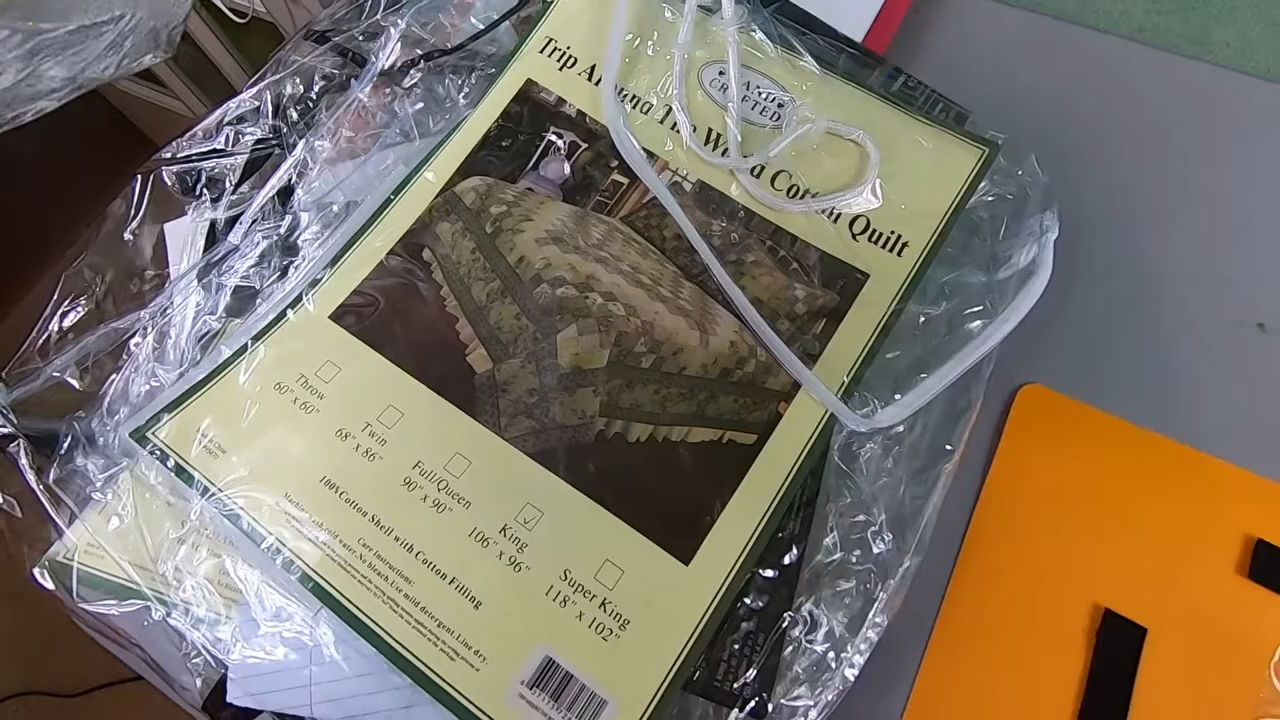 HAND
CRAFTED
Trip Around The World Cotton Quilt
Throw
60" x 60"
Twin
68" x 86"
Full/Queen
90" x 90"
King
106" x 96"
Super King
118" x 102"
100% Cotton Shell with Cotton Filling
Care instructions:
Machine wash,cold water.No bleach.Use mild detergent.Line dry.